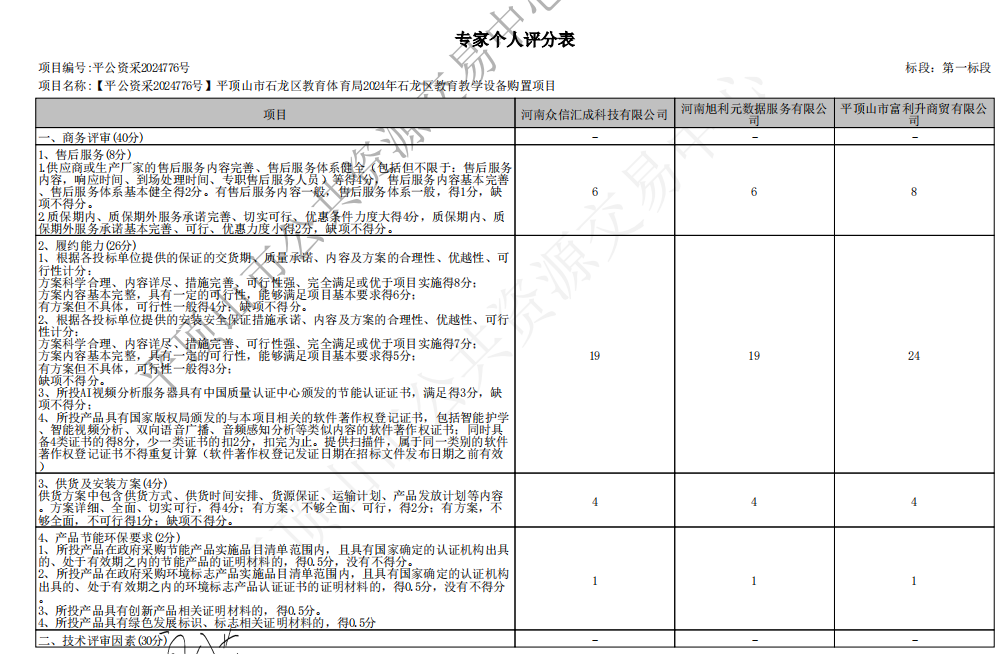 专家个人评分表
项目编号:平公资采2024776号
标段: 第一标段
项目名称:【平公资采2024776号】平顶山市石龙区教育体育局2024年石龙区教育教学设备购置项目
项目
河南众信汇成科技有限公司
河南旭利元数据服务有限公
司
平顶山市富利升商贸有限公
司
一、商务评审(40分)
-
-
-
1、售后服务(8分)
1.供应商或生产厂家的售后服务内容完善、售后服务体系健全（包括但不限于: 售后服务
内容, 响应时间、到场处理时间、专职售后服务人员）等得4分, 售后服务内容基本完善
、售后服务体系基本健全得2分。有售后服务内容一般, 售后服务体系一般, 得1分, 缺
项不得分。
2.质保期内、质保期外服务承诺完善、切实可行、优惠条件力度大得4分, 质保期内、质
保期外服务承诺基本完善、可行、优惠力度小得2分, 缺项不得分。
6
6
8
2、履约能力(26分)
1、根据各投标单位提供的保证的交货期、质量承诺、内容及方案的合理性、优越性、可
行性计分:
方案科学合理、内容详尽、措施完善、可行性强、完全满足或优于项目实施得8分;
方案内容基本完整, 具有一定的可行性, 能够满足项目基本要求得6分;
有方案但不具体, 可行性一般得4分; 缺项不得分。
2、根据各投标单位提供的安装安全保证措施承诺、内容及方案的合理性、优越性、可行
性计分:
方案科学合理、内容详尽、措施完善、可行性强、完全满足或优于项目实施得7分;
方案内容基本完整, 具有一定的可行性, 能够满足项目基本要求得5分;
有方案但不具体, 可行性一般得3分;
缺项不得分。
3、所投AI视频分析服务器具有中国质量认证中心颁发的节能认证证书, 满足得3分, 缺
项不得分;
4、所投产品具有国家版权局颁发的与本项目相关的软件著作权登记证书, 包括智能护学
、智能视频分析、双向语音广播、音频感知分析等类似内容的软件著作权证书; 同时具
备4类证书的得8分, 少一类证书的扣2分, 扣完为止。提供扫描件, 属于同一类别的软件
著作权登记证书不得重复计算（软件著作权登记发证日期在招标文件发布日期之前有效
）
19
19
24
3、供货及安装方案(4分)
供货方案中包含供货方式、供货时间安排、货源保证、运输计划、产品发放计划等内容
。方案详细、全面、切实可行, 得4分; 有方案、不够全面、可行, 得2分; 有方案, 不
够全面, 不可行得1分; 缺项不得分。
4
4
4
4、产品节能环保要求(2分)
1、所投产品在政府采购节能产品实施品目清单范围内, 且具有国家确定的认证机构出具
的、处于有效期之内的节能产品的证明材料的, 得0.5分, 没有不得分。
2、所投产品在政府采购环境标志产品实施品目清单范围内, 且具有国家确定的认证机构
出具的、处于有效期之内的环境标志产品认证证书的证明材料的, 得0.5分, 没有不得分
。
3、所投产品具有创新产品相关证明材料的, 得0.5分。
4、所投产品具有绿色发展标识、标志相关证明材料的, 得0.5分
1
1
1
二、技术评审因素(30分)
-
-
-
平顶山市公共资源交易中心
平顶山市公共资源交易中心